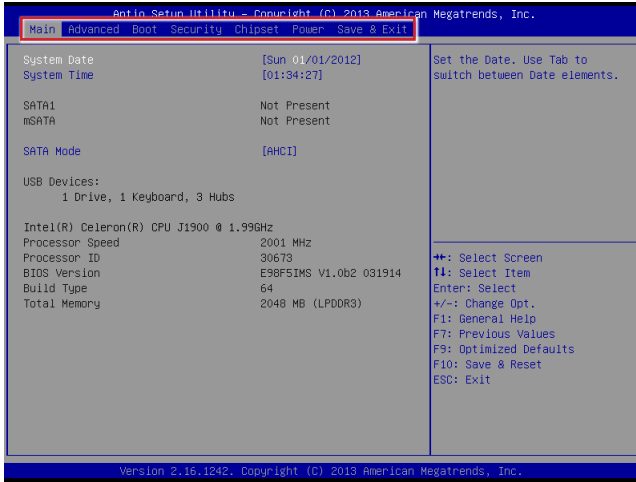 Aptio Setup Utility – Copyright (C) 2013 American Megatrends, Inc.
Main Advanced Boot Security Chipset Power Save & Exit
System Date [Sun 01/01/2012]
System Time [01:34:27]
SATA1 Not Present
mSATA Not Present
SATA Mode [AHCI]
USB Devices:
1 Drive, 1 Keyboard, 3 Hubs
Intel(R) Celeron(R) CPU J1900 @ 1.99GHz
Processor Speed 2001 MHz
Processor ID 30673
BIOS Version E98F5IMS V1.0b2 031914
Build Type 64
Total Memory 2048 MB (LPDDR3)
Set the Date. Use Tab to
switch between Date elements.
→←: Select Screen
↑↓: Select Item
Enter: Select
+/-: Change Opt.
F1: General Help
F7: Previous Values
F9: Optimized Defaults
F10: Save & Reset
ESC: Exit
Version 2.16.1242. Copyright (C) 2013 American Megatrends, Inc.